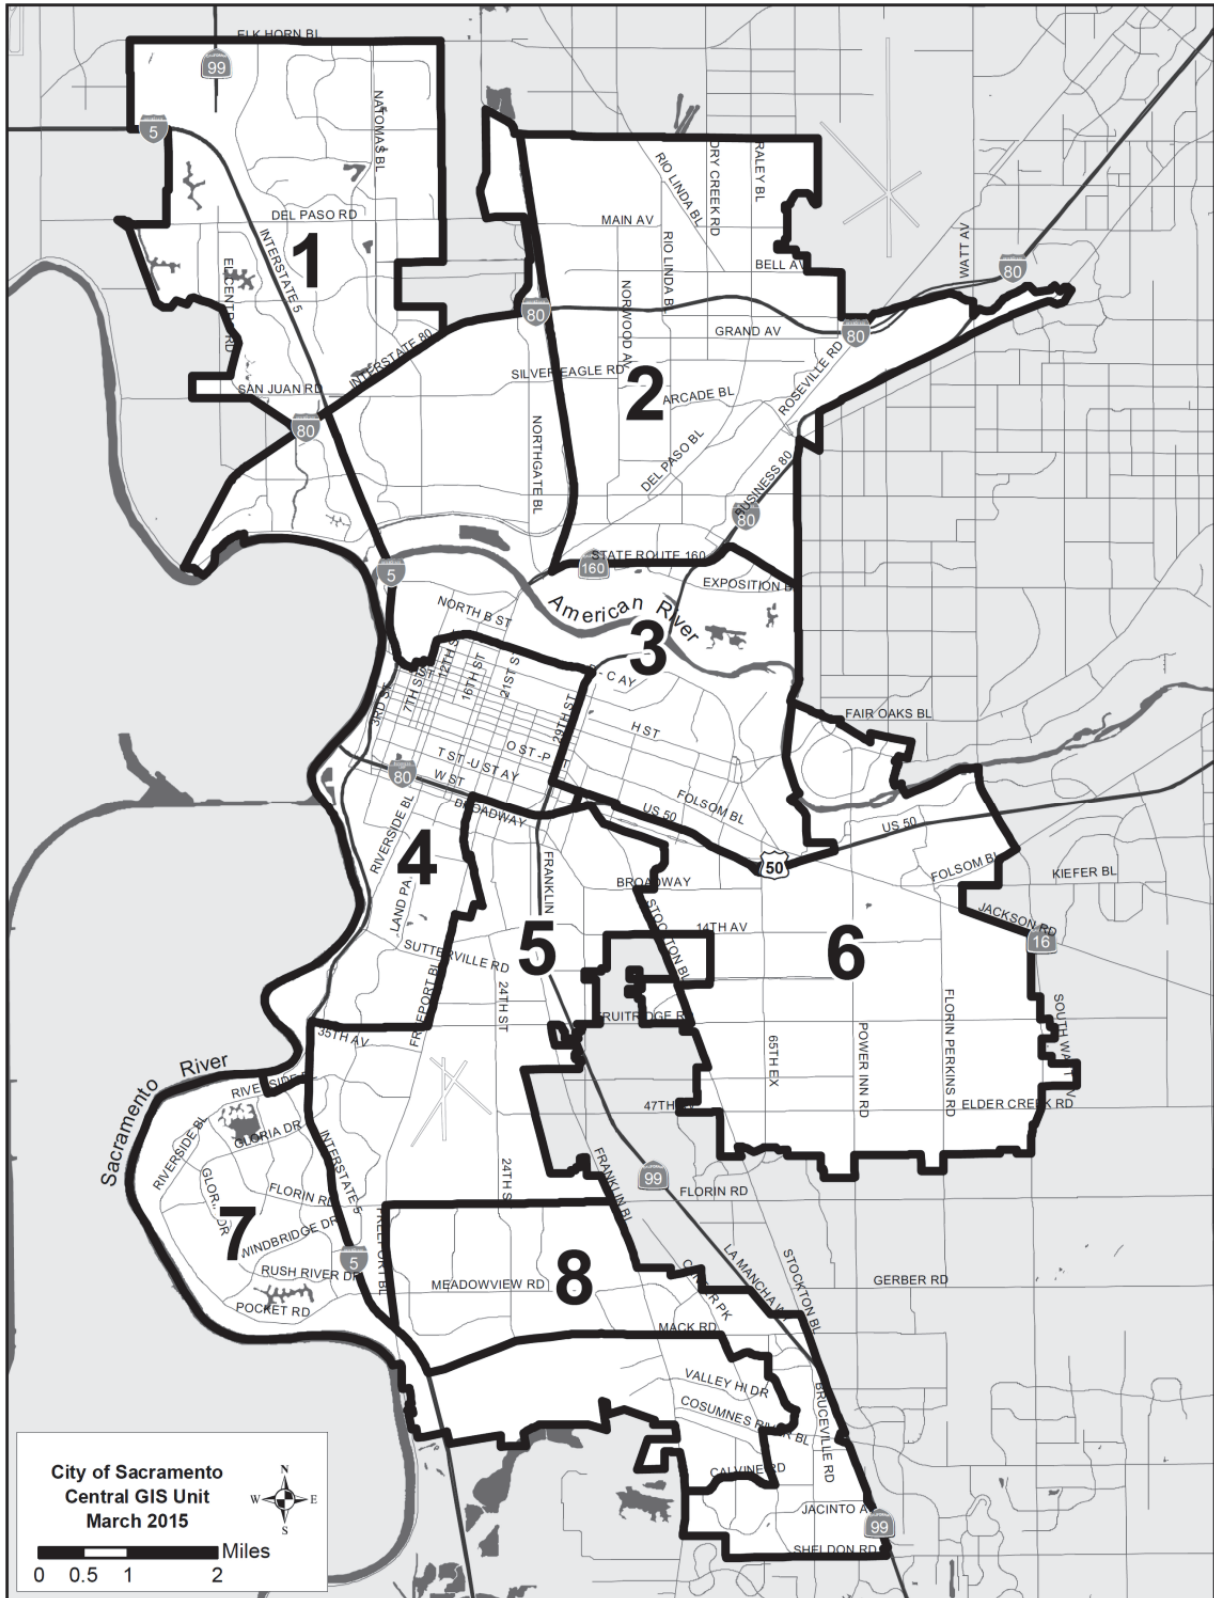 ELK HORN BL
99
5
NATOMAS BL
DEL PASO RD
1
INTERSTATE 5
EL CENTRO RD
INTERSTATE 80
SAN JUAN RD
80
RIO LINDA BL
DRY CREEK RD
RALEY BL
MAIN AV
RIO LINDA BL
BELL AV
WATT AV
80
80
NORWOOD AV
GRAND AV
80
SILVER EAGLE RD
2
ARCADE BL
ROSEVILLE RD
NORTHGATE BL
DEL PASO BL
BUSINESS 80
80
STATE ROUTE 160
160
5
EXPOSITION B
American River
NORTH B ST
3
12TH ST
16TH ST
21ST S
7TH ST
3RD ST
C AY
29TH ST
H ST
FAIR OAKS BL
O ST -P
T ST -U ST AY
W ST
80
BROADWAY
FOLSOM BL
US 50
US 50
50
RIVERSIDE BL
4
LAND PA
FRANKLIN
BROADWAY
FOLSOM BL
KIEFER BL
STOCKTON BL
14TH AV
JACKSON RD
16
5
6
SUTTERVILLE RD
FREEPORT BL
24TH ST
FRUITRIDGE R
35TH AV
65TH EX
POWER INN RD
FLORIN PERKINS RD
SOUTH WATT AV
Sacramento River
RIVERSIDE
47TH
ELDER CREEK RD
RIVERSIDE BL
GLORIA DR
INTERSTATE 5
GLORIA DR
FLORIN RD
24TH S
FRANKLIN BL
99
FLORIN RD
7
WINDBRIDGE DR
FREEPORT BL
RUSH RIVER DR
5
POCKET RD
8
MEADOWVIEW RD
CENTER PK
LA MANCHA W
STOCKTON BL
GERBER RD
MACK RD
VALLEY HI DR
COSUMNES RIVER BL
BRUCEVILLE RD
CALVINE RD
JACINTO A
99
SHELDON RD
City of Sacramento
Central GIS Unit
March 2015
N
W E
S
Miles
0 0.5 1 2